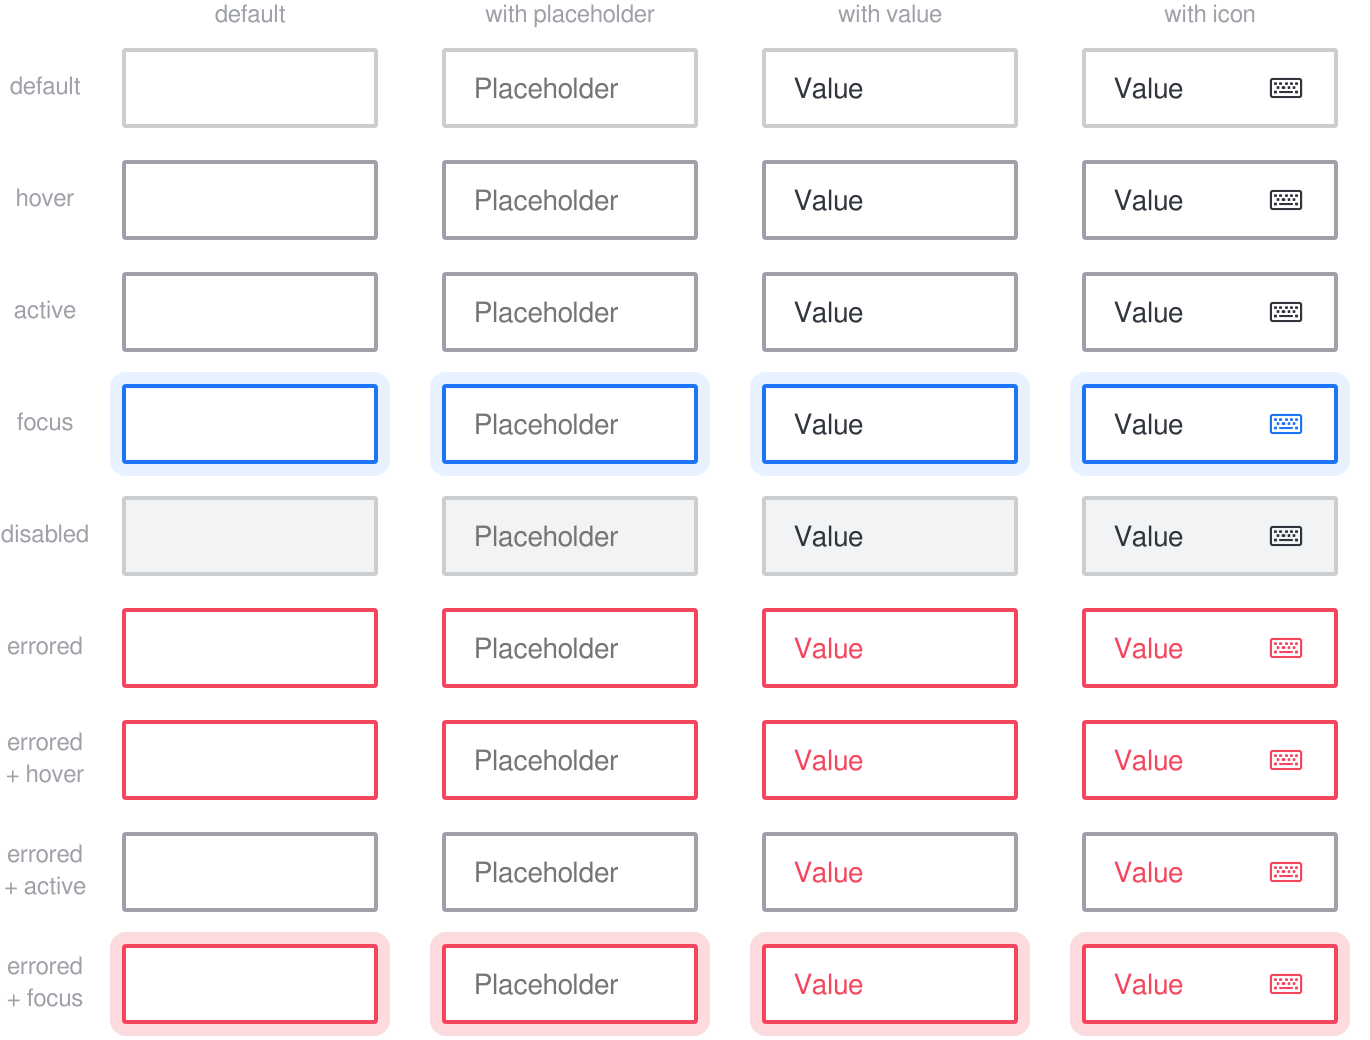 default with placeholder with value with icon
default Placeholder Value Value
hover Placeholder Value Value
active Placeholder Value Value
focus Placeholder Value Value
disabled Placeholder Value Value
errored Placeholder Value Value
errored
+ hover Placeholder Value Value
errored
+ active Placeholder Value Value
errored
+ focus Placeholder Value Value